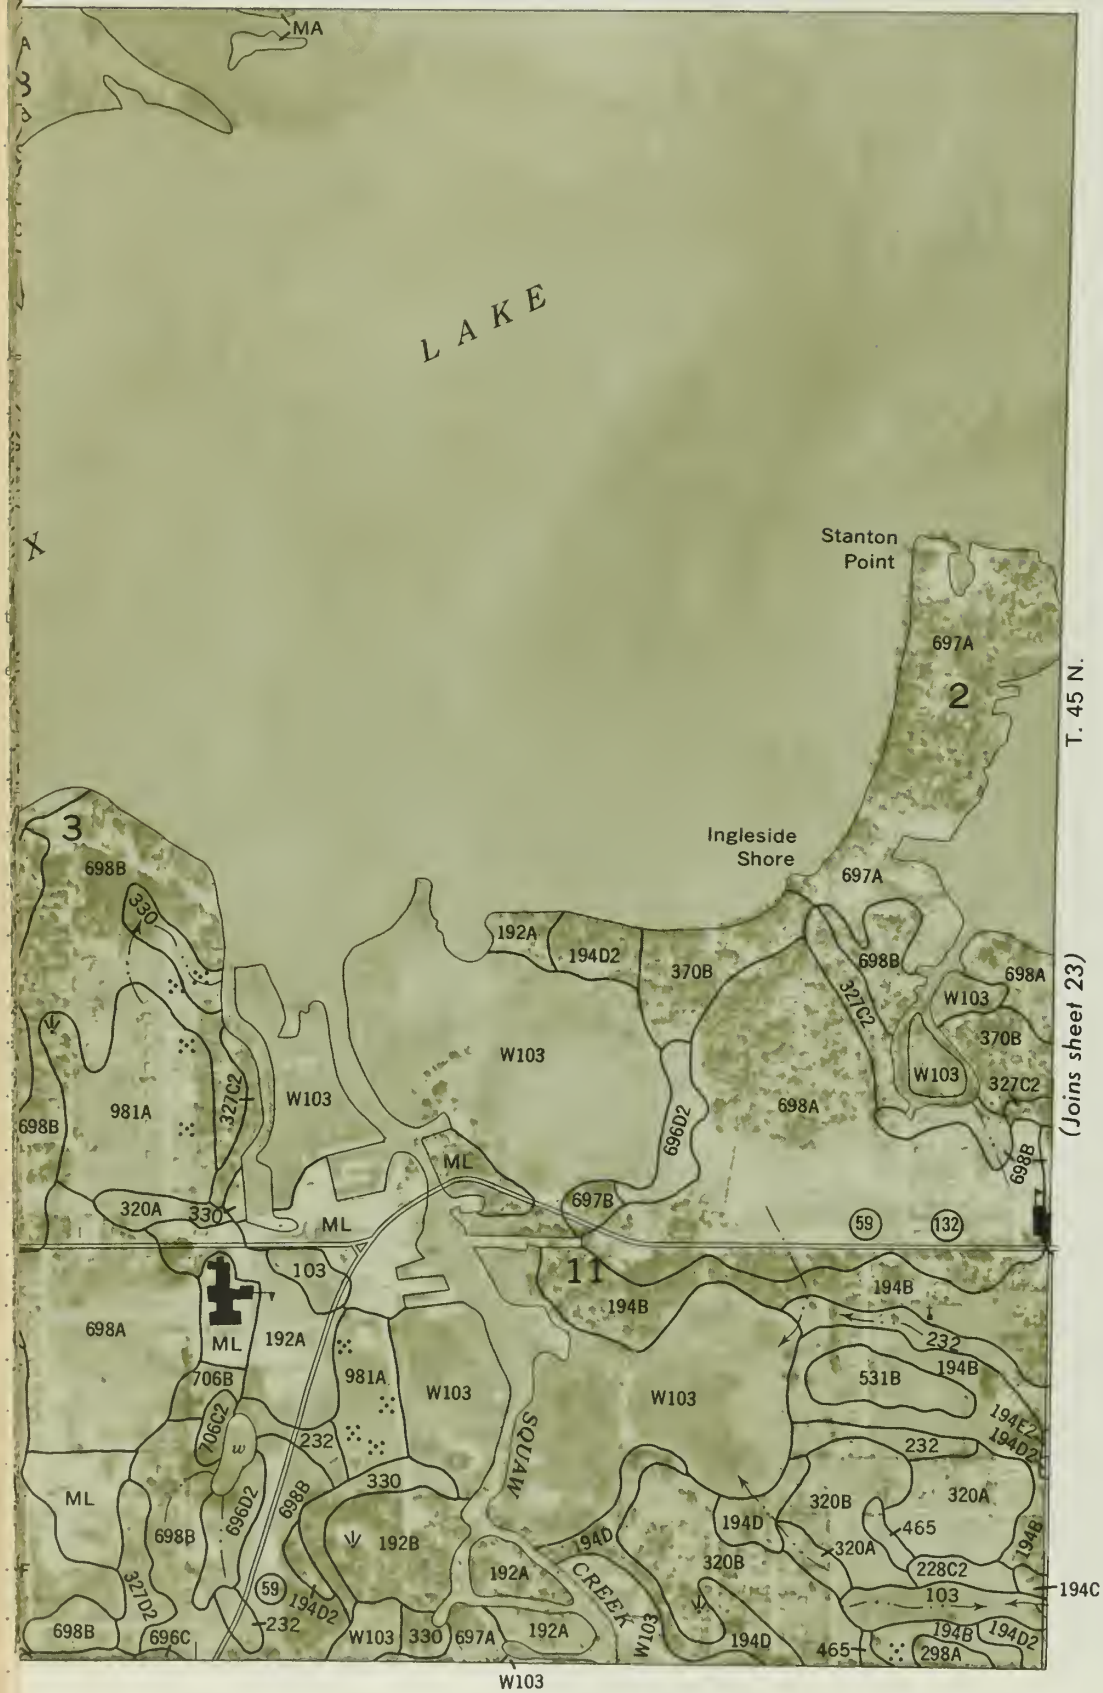 MA
LAKE
X
Stanton
Point
697A
2
T. 45 N.
3
698B
Ingleside
Shore
697A
330
192A
194D2
370B
698B
698A
327C2
W103
(Joins sheet 23)
370B
W103
W103
327C2
981A
327C2
W103
698A
698B
696D2
ML
698B
697B
320A
330
ML
59
132
103
11
194B
194B
698A
ML
192A
232
194B
706B
981A
W103
W103
531B
194E2
706C2
w
232
SQUAW
232
194D2
ML
330
696D2
698B
320B
320A
698B
192B
194D
194D
465
194B
320B
320A
192A
228C2
327D2
CREEK
103
194C
59
194D2
698B
696C
232
W103
330
697A
192A
W103
194D
465
194B
194D2
298A
W103